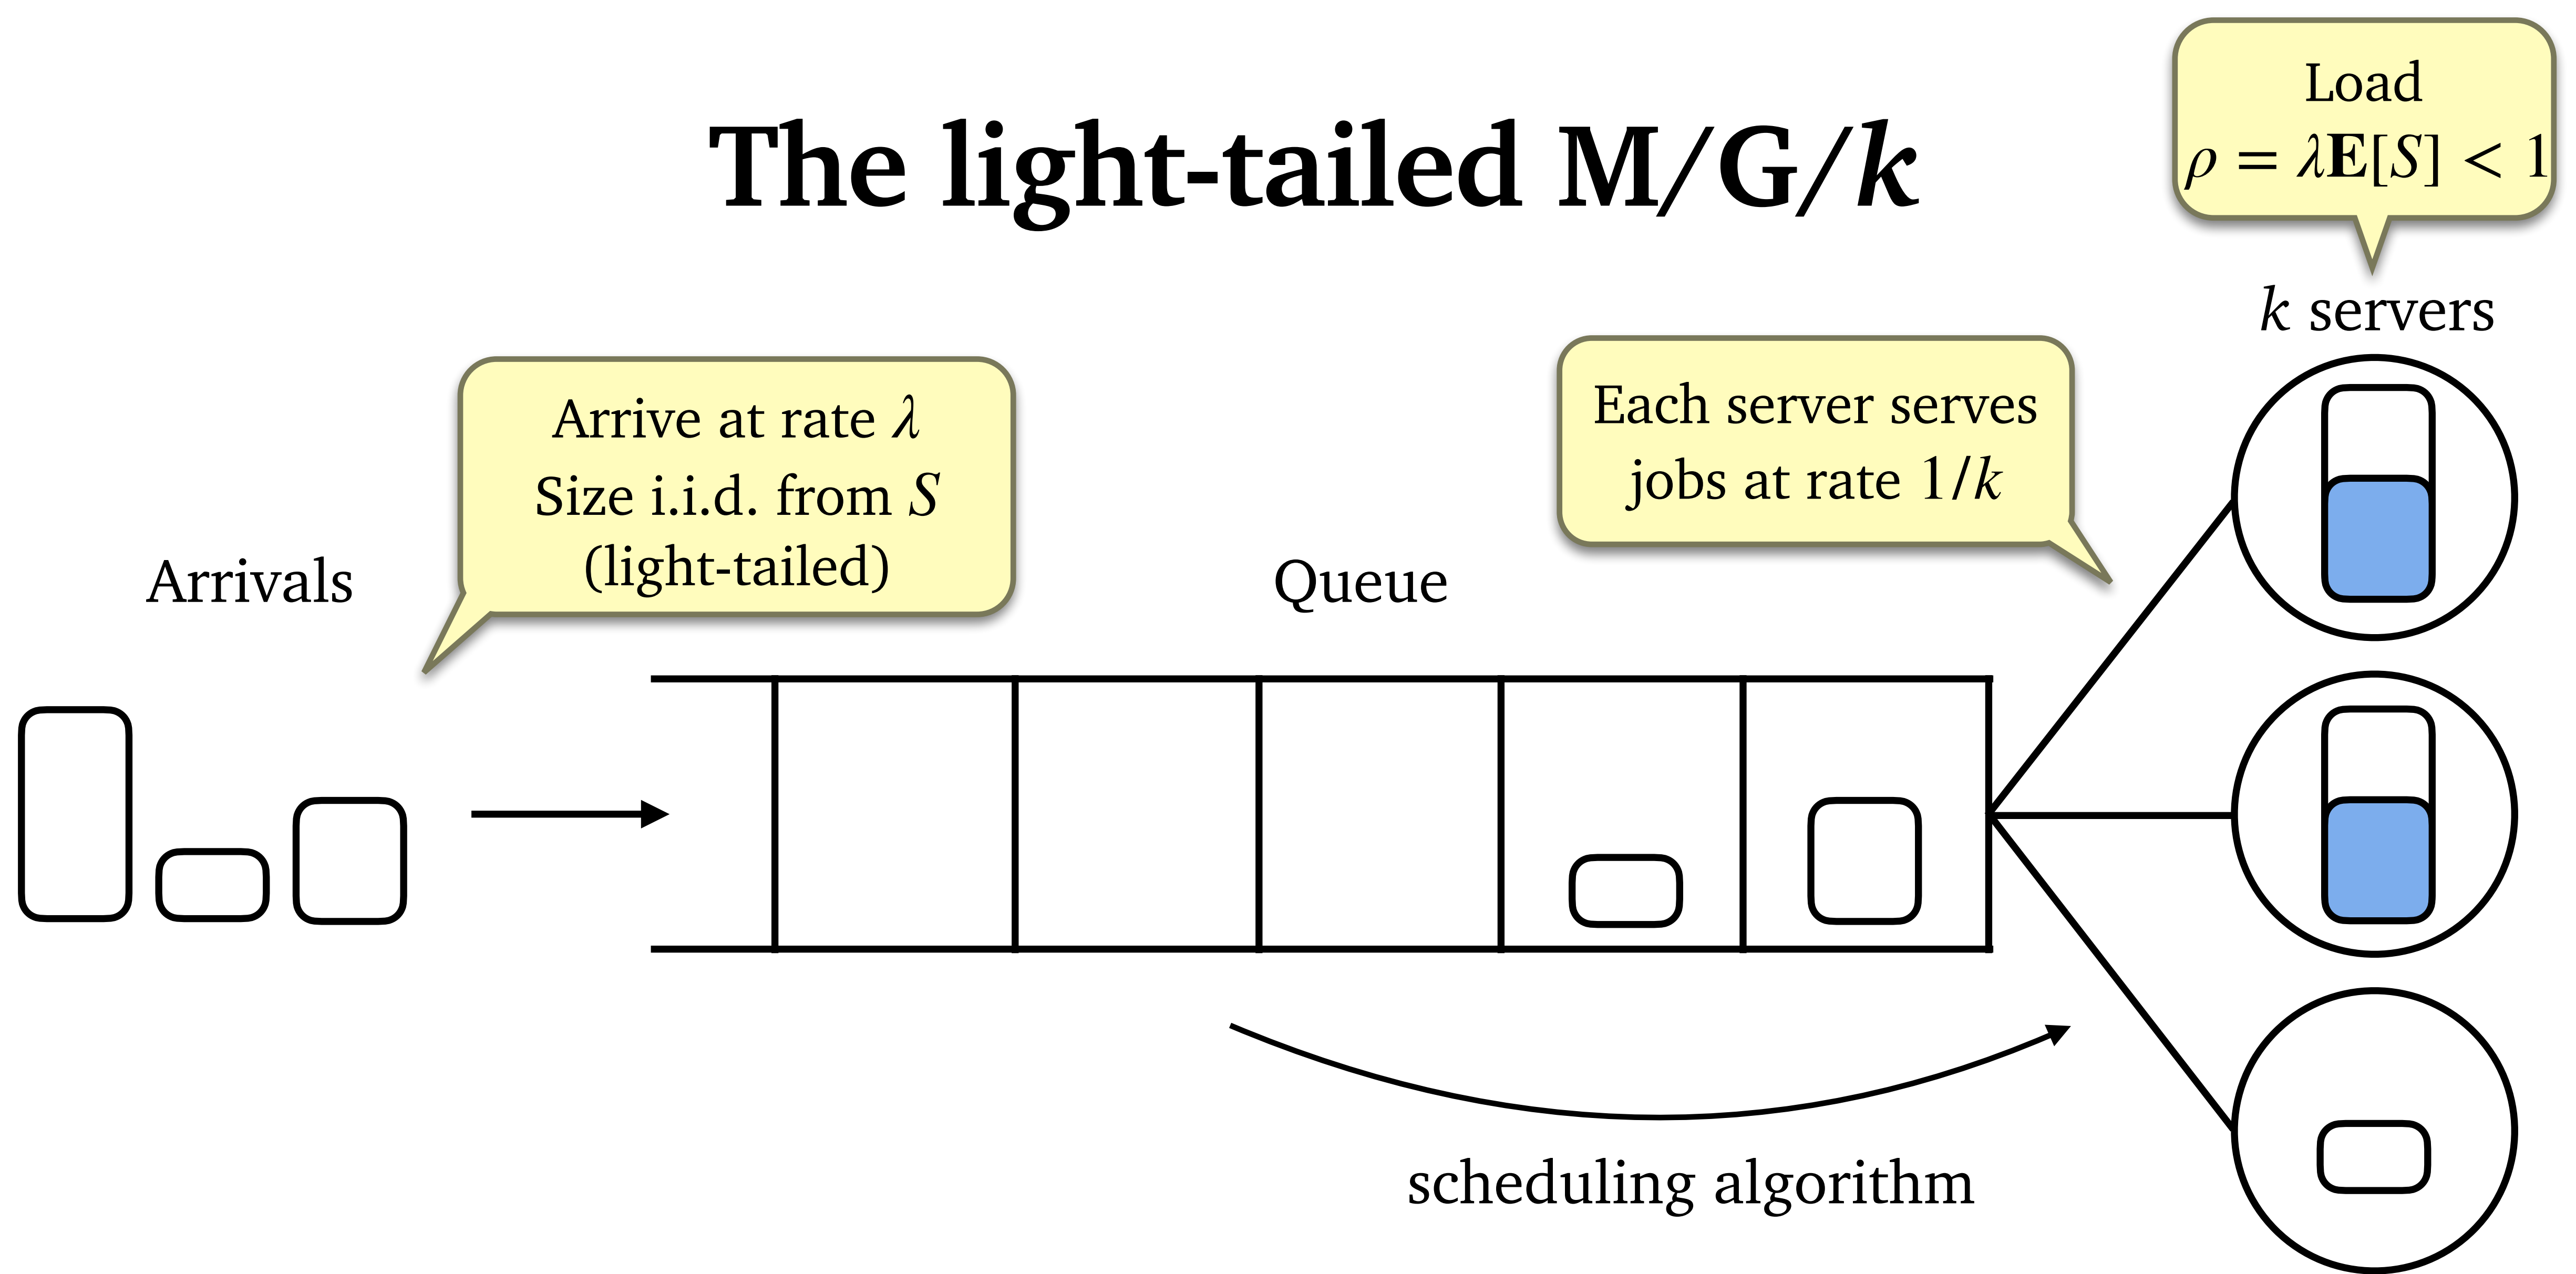 The light-tailed M/G/k
Load
ρ = λE[S] < 1
k servers
Each server serves
jobs at rate 1/k
Arrive at rate λ
Size i.i.d. from S
(light-tailed)
Arrivals
Queue
scheduling algorithm